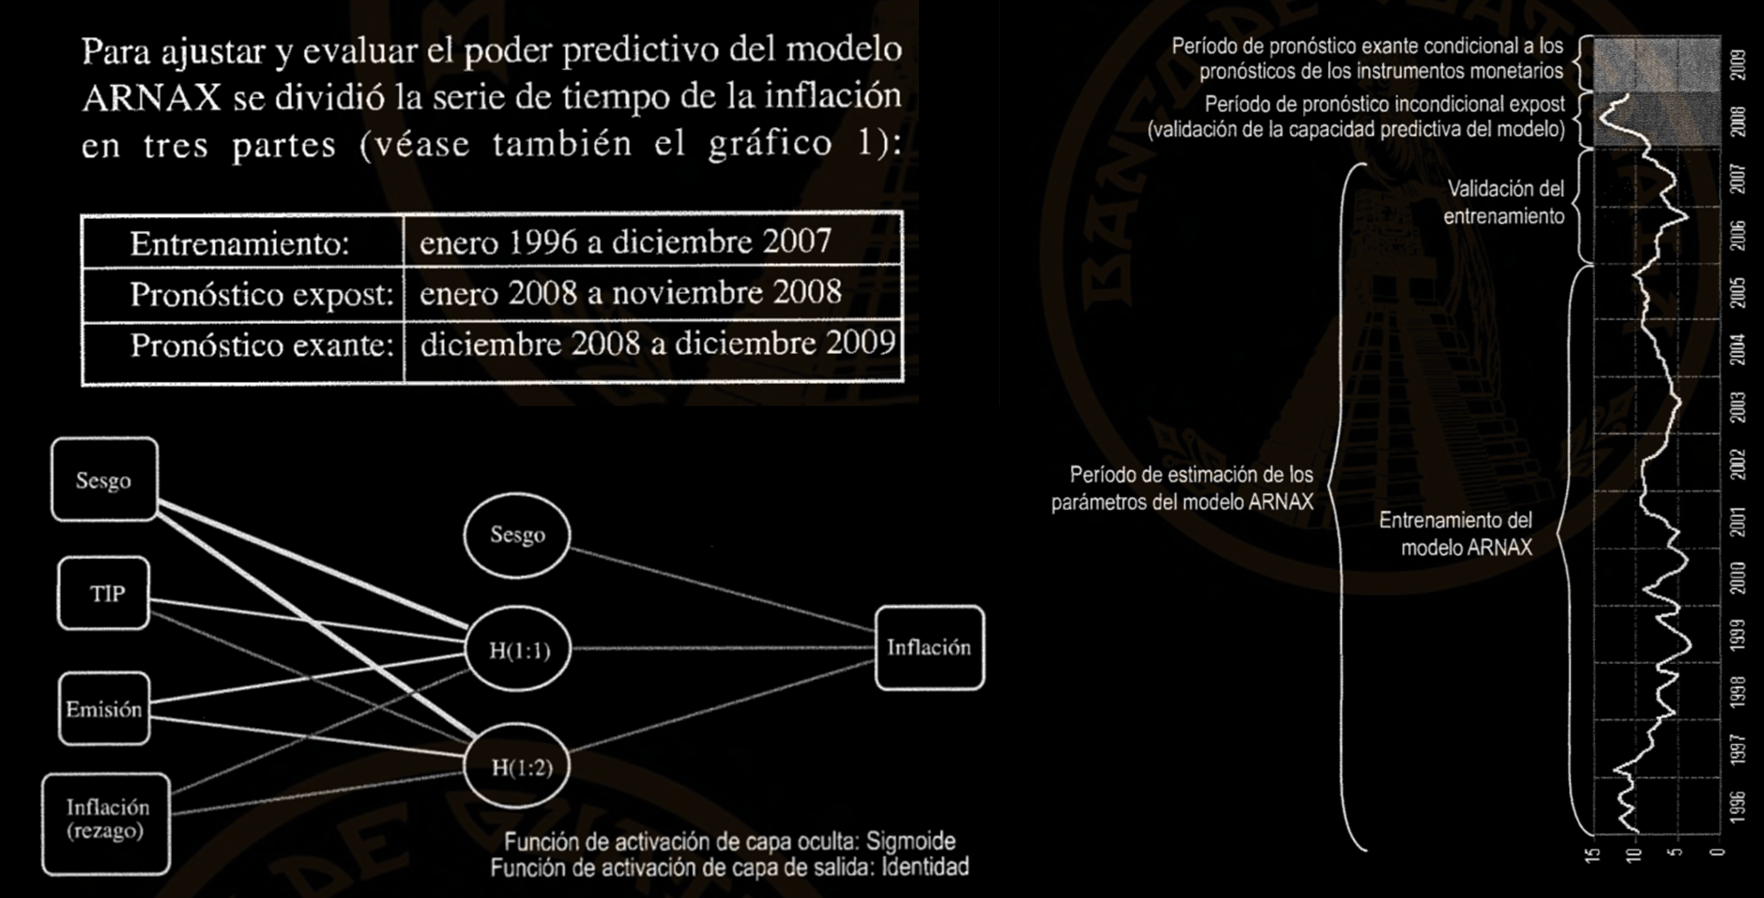 Para ajustar y evaluar el poder predictivo del modelo
ARNAX se dividió la serie de tiempo de la inflación
en tres partes (véase también el gráfico 1):
Entrenamiento: enero 1996 a diciembre 2007
Pronóstico expost: enero 2008 a noviembre 2008
Pronóstico exante: diciembre 2008 a diciembre 2009
Sesgo
TIP
Emisión
Inflación
(rezago)
Sesgo
H(1:1)
H(1:2)
Inflación
Función de activación de capa oculta: Sigmoide
Función de activación de capa de salida: Identidad
Período de pronóstico exante condicional a los
pronósticos de los instrumentos monetarios
Período de pronóstico incondicional expost
(validación de la capacidad predictiva del modelo)
Validación del
entrenamiento
Período de estimación de los
parámetros del modelo ARNAX
Entrenamiento del
modelo ARNAX
2009
2008
2007
2006
2005
2004
2003
2002
2001
2000
1999
1998
1997
1996
15
10
5
0